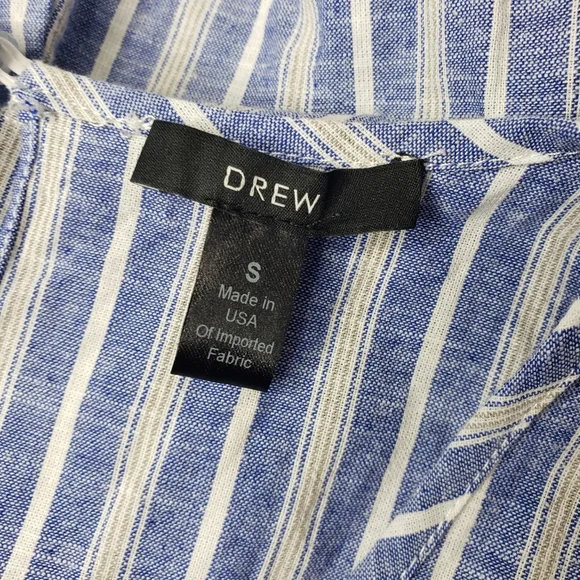 DREW
S
Made in
USA
Of Imported
Fabric